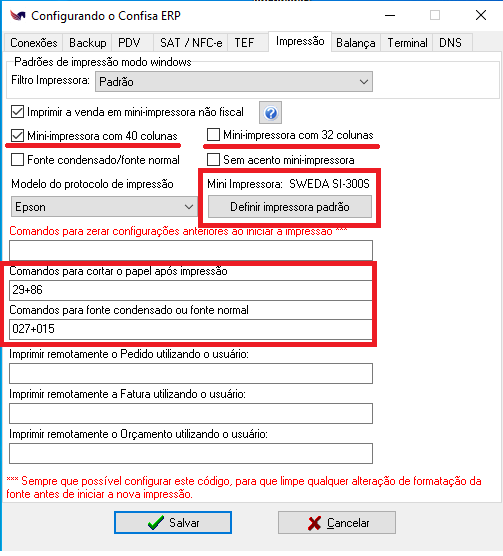 Configurando o Confisa ERP
Conexões Backup PDV SAT / NFC-e TEF Impressão Balança Terminal DNS
Padrões de impressão modo windows
Filtro Impressora: Padrão
Imprimir a venda em mini-impressora não fiscal ?
Mini-impressora com 40 colunas Mini-impressora com 32 colunas
Fonte condensado/fonte normal Sem acento mini-impressora
Modelo do protocolo de impressão Mini Impressora: SWEDA SI-300S
Epson Definir impressora padrão
Comandos para zerar configurações anteriores ao iniciar a impressão ***
Comandos para cortar o papel após impressão
29+86
Comandos para fonte condensado ou fonte normal
027+015
Imprimir remotamente o Pedido utilizando o usuário:
Imprimir remotamente a Fatura utilizando o usuário:
Imprimir remotamente o Orçamento utilizando o usuário:
*** Sempre que possível configurar este código, para que limpe qualquer alteração de formatação da
fonte antes de iniciar a nova impressão.
Salvar Cancelar